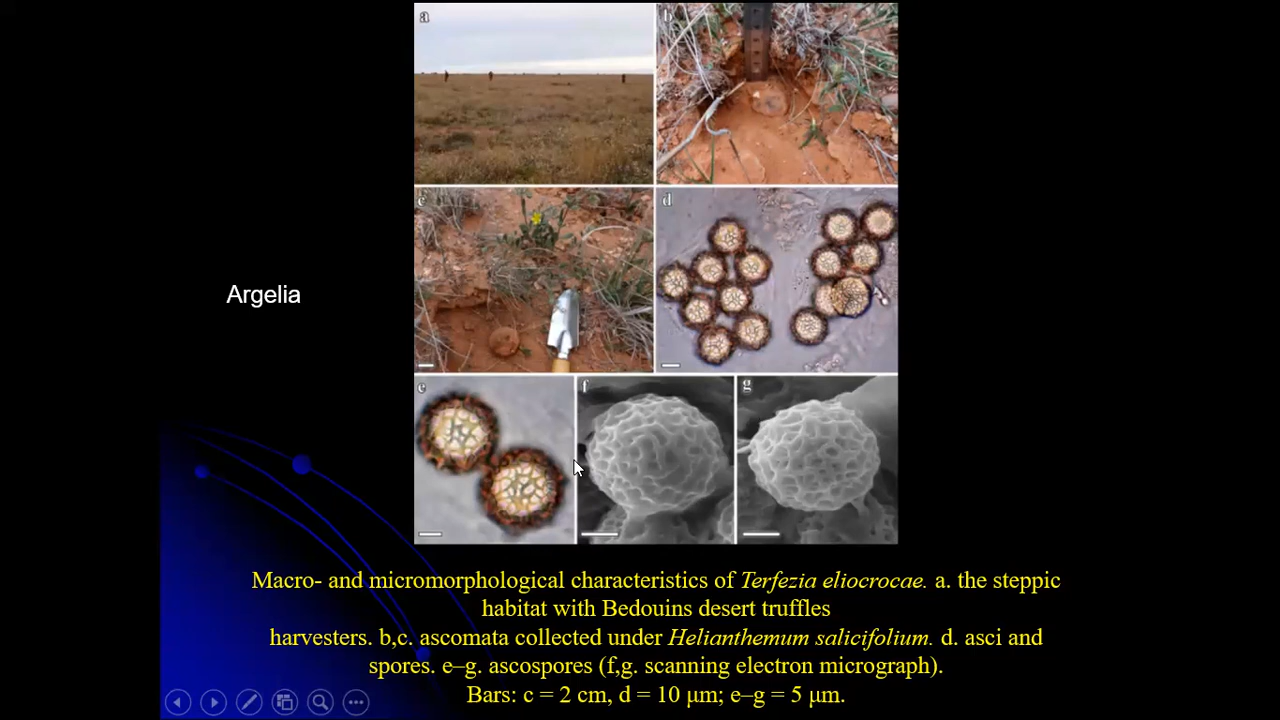 a
b
c
d
e
f
g
Argelia
Macro- and micromorphological characteristics of Terfezia eliocrocae. a. the steppic
habitat with Bedouins desert truffles
harvesters. b,c. ascomata collected under Helianthemum salicifolium. d. asci and
spores. e–g. ascospores (f,g. scanning electron micrograph).
Bars: c = 2 cm, d = 10 μm; e–g = 5 μm.